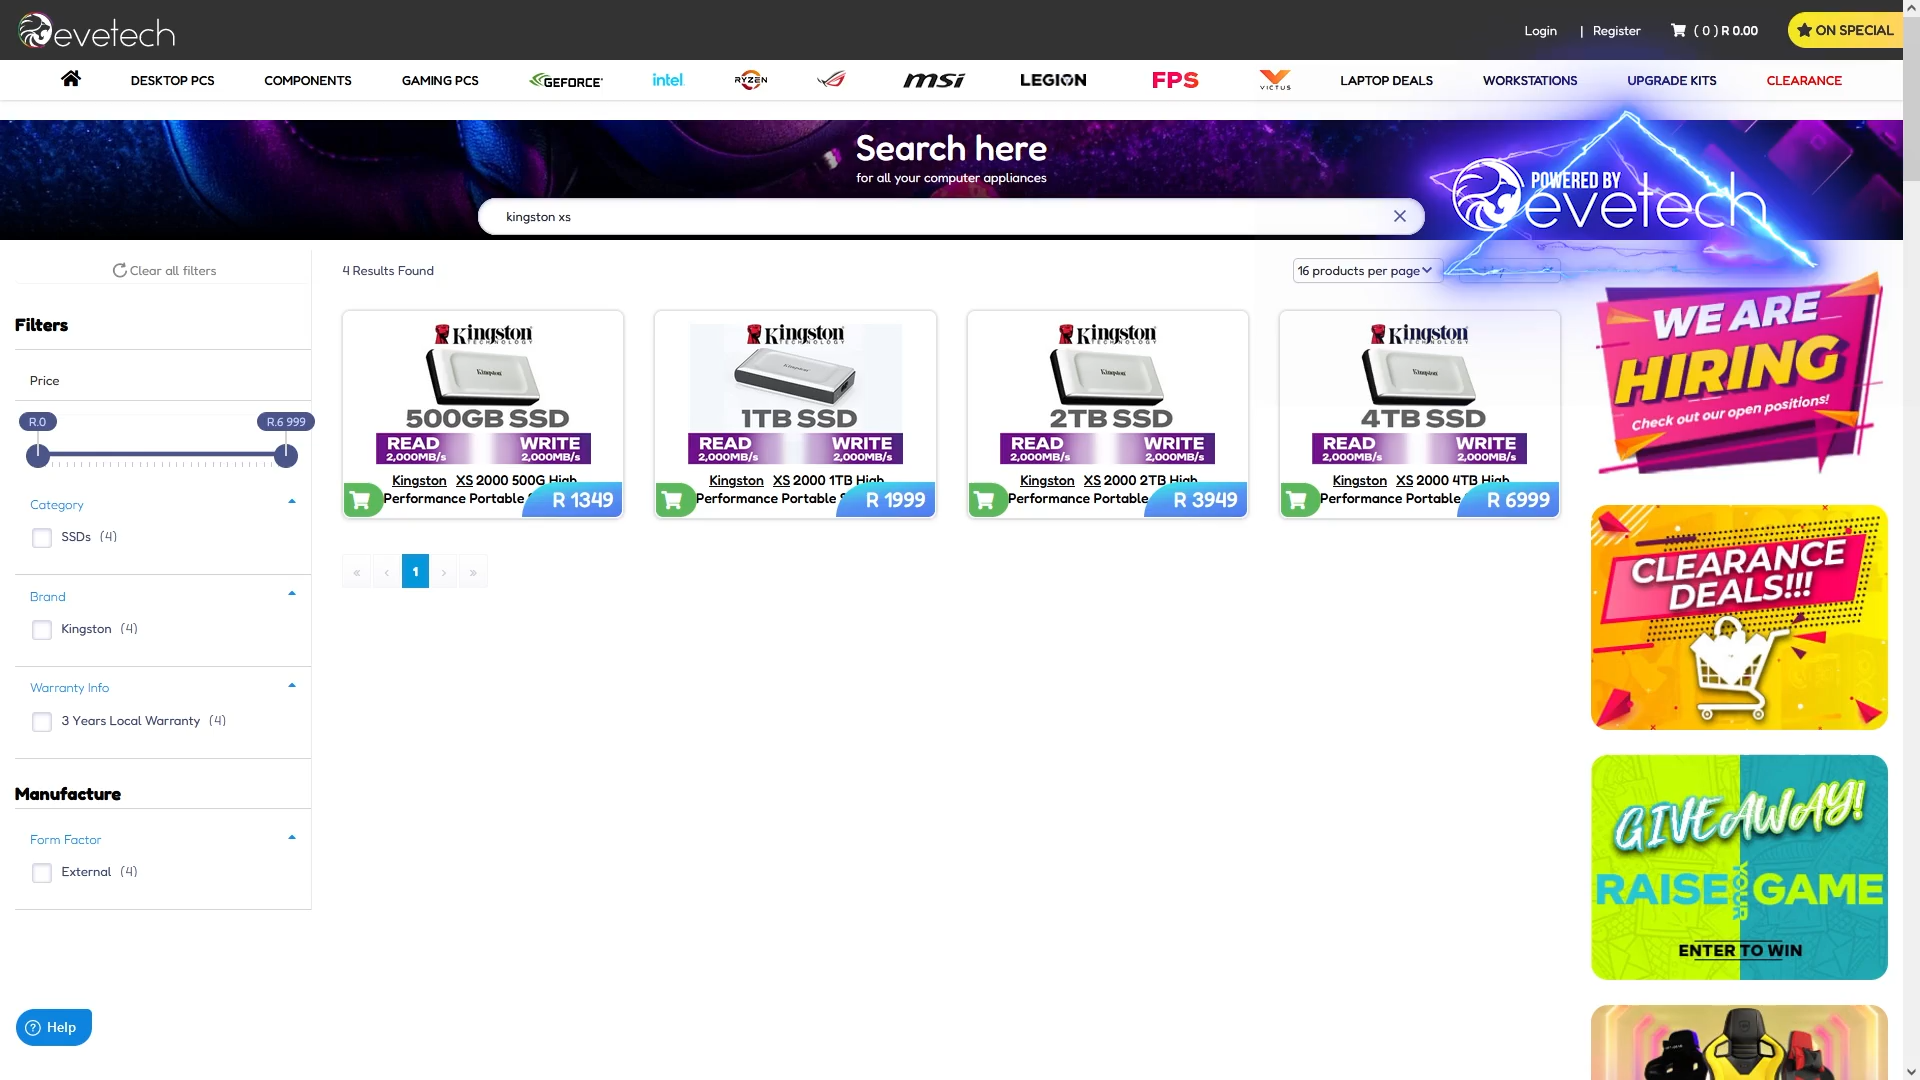 evetech
Login | Register ( 0 ) R 0.00 ON SPECIAL
DESKTOP PCS COMPONENTS GAMING PCS GEFORCE intel RYZEN msi LEGION FPS VICTUS LAPTOP DEALS WORKSTATIONS UPGRADE KITS CLEARANCE
Search here
for all your computer appliances
kingston xs
POWERED BY
evetech
Clear all filters
4 Results Found
16 products per page
Filters
Price
R.0 R.6 999
Category
SSDs (4)
Brand
Kingston (4)
Warranty Info
3 Years Local Warranty (4)
Manufacture
Form Factor
External (4)
Kingston
TECHNOLOGY
Kingston
500GB SSD
READ WRITE
2,000MB/s 2,000MB/s
Kingston XS 2000 500G High
Performance Portable
R 1349
Kingston
TECHNOLOGY
Kingston
1TB SSD
READ WRITE
2,000MB/s 2,000MB/s
Kingston XS 2000 1TB High
Performance Portable
R 1999
Kingston
TECHNOLOGY
Kingston
2TB SSD
READ WRITE
2,000MB/s 2,000MB/s
Kingston XS 2000 2TB High
Performance Portable
R 3949
Kingston
TECHNOLOGY
Kingston
4TB SSD
READ WRITE
2,000MB/s 2,000MB/s
Kingston XS 2000 4TB High
Performance Portable
R 6999
« ‹ 1 › »
WE ARE
HIRING
Check out our open positions!
CLEARANCE
DEALS!!!
GIVEAWAY!
RAISE YOUR GAME
ENTER TO WIN
Help